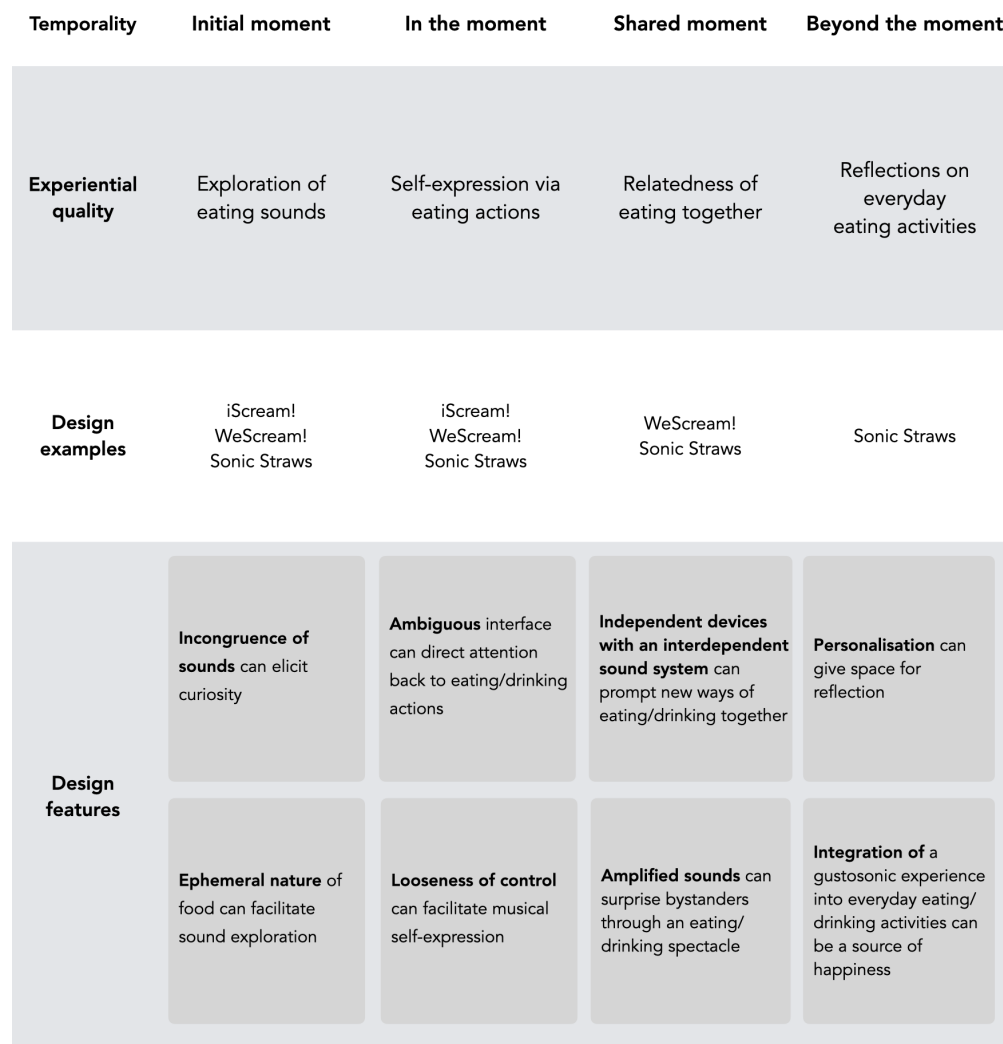 Temporality
Initial moment
In the moment
Shared moment
Beyond the moment
Experiential
quality
Exploration of
eating sounds
Self-expression via
eating actions
Relatedness of
eating together
Reflections on
everyday
eating activities
Design
examples
iScream!
WeScream!
Sonic Straws
iScream!
WeScream!
Sonic Straws
WeScream!
Sonic Straws
Sonic Straws
Design
features
Incongruence of
sounds can elicit
curiosity
Ambiguous interface
can direct attention
back to eating/drinking
actions
Independent devices
with an interdependent
sound system can
prompt new ways of
eating/drinking together
Personalisation can
give space for
reflection
Ephemeral nature of
food can facilitate
sound exploration
Looseness of control
can facilitate musical
self-expression
Amplified sounds can
surprise bystanders
through an eating/
drinking spectacle
Integration of a
gustosonic experience
into everyday eating/
drinking activities can
be a source of
happiness